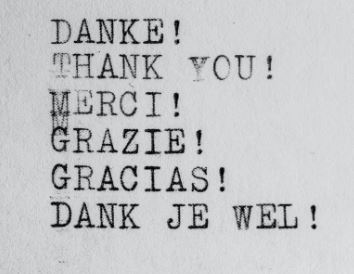 DANKE!
THANK YOU!
MERCI!
GRAZIE!
GRACIAS!
DANK JE WEL!